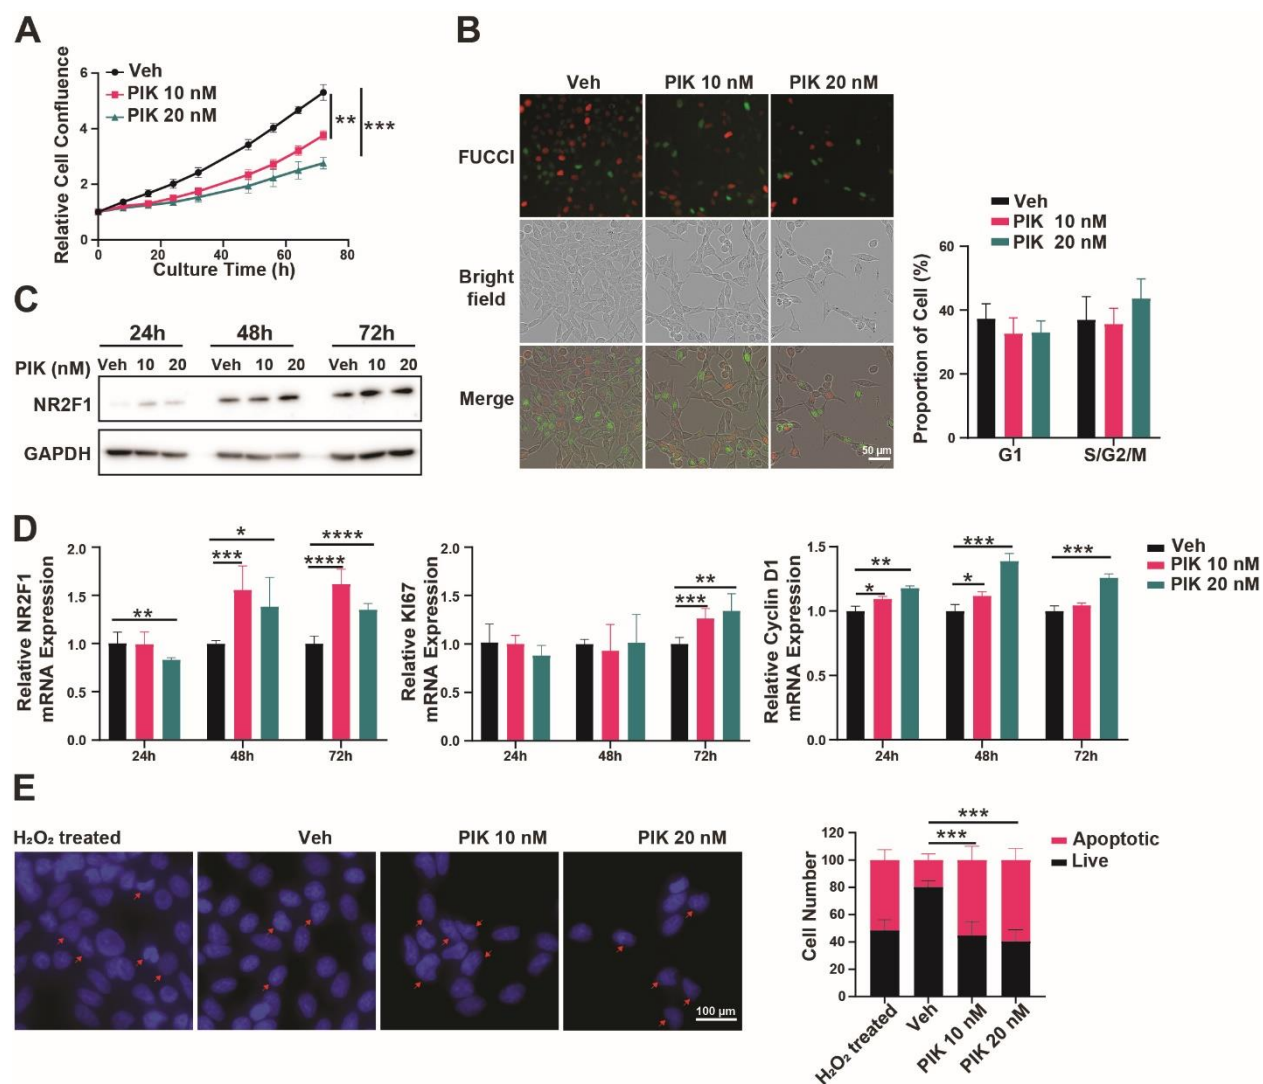 A
Relative Cell Confluence
6
4
2
0
0 20 40 60 80
Culture Time (h)
Veh
PIK 10 nM
PIK 20 nM
**
***
B
Veh PIK 10 nM PIK 20 nM
FUCCI
Bright
field
Merge
50 µm
Veh
PIK 10 nM
PIK 20 nM
Proportion of Cell (%)
60
40
20
0
G1 S/G2/M
C
24h 48h 72h
PIK (nM) Veh 10 20 Veh 10 20 Veh 10 20
NR2F1
GAPDH
D
Relative NR2F1
mRNA Expression
2.0
1.5
1.0
0.5
0.0
**
*
***
****
****
24h 48h 72h
Relative KI67
mRNA Expression
2.0
1.5
1.0
0.5
0.0
**
***
24h 48h 72h
Relative Cyclin D1
mRNA Expression
1.5
1.0
0.5
0.0
**
*
***
*
***
24h 48h 72h
Veh
PIK 10 nM
PIK 20 nM
E
H₂O₂ treated Veh PIK 10 nM PIK 20 nM
100 µm
Cell Number
120
100
80
60
40
20
0
***
***
Apoptotic
Live
H₂O₂ treated
Veh
PIK 10 nM
PIK 20 nM